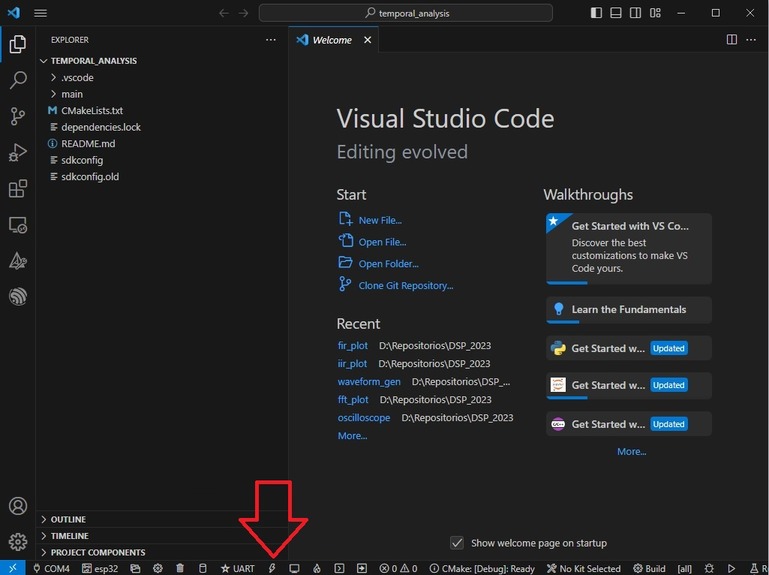 temporal_analysis
EXPLORER
Welcome
TEMPORAL_ANALYSIS
.vscode
main
CMakeLists.txt
dependencies.lock
README.md
sdkconfig
sdkconfig.old
Visual Studio Code
Editing evolved
Start
New File...
Open File...
Open Folder...
Clone Git Repository...
Recent
fir_plot D:\Repositorios\DSP_2023
iir_plot D:\Repositorios\DSP_2023
waveform_gen D:\Repositorios\DSP_...
fft_plot D:\Repositorios\DSP_2023
oscilloscope D:\Repositorios\DSP_2023
More...
Walkthroughs
Get Started with VS Co...
Discover the best
customizations to make VS
Code yours.
Learn the Fundamentals
Get Started w... Updated
Get Started w... Updated
C/C++ Get Started w... Updated
More...
OUTLINE
TIMELINE
PROJECT COMPONENTS
Show welcome page on startup
COM4 esp32 UART 0 0 CMake: [Debug]: Ready No Kit Selected Build [all] R